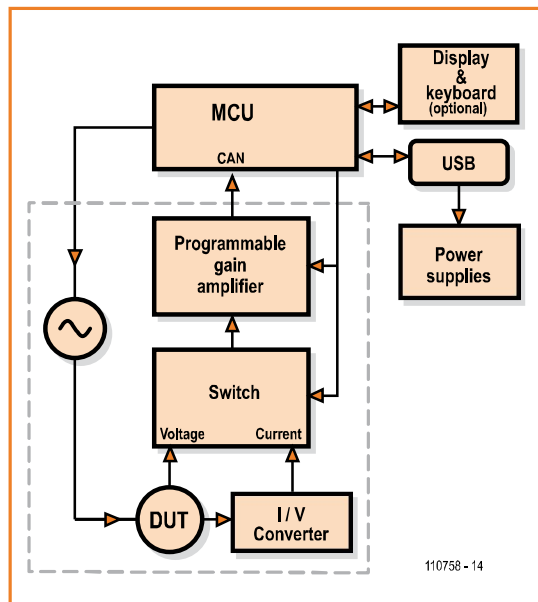 Display
&
keyboard
(optional)
MCU
CAN
USB
Programmable
gain
amplifier
Power
supplies
Switch
Voltage
Current
DUT
I / V
Converter
110758 - 14